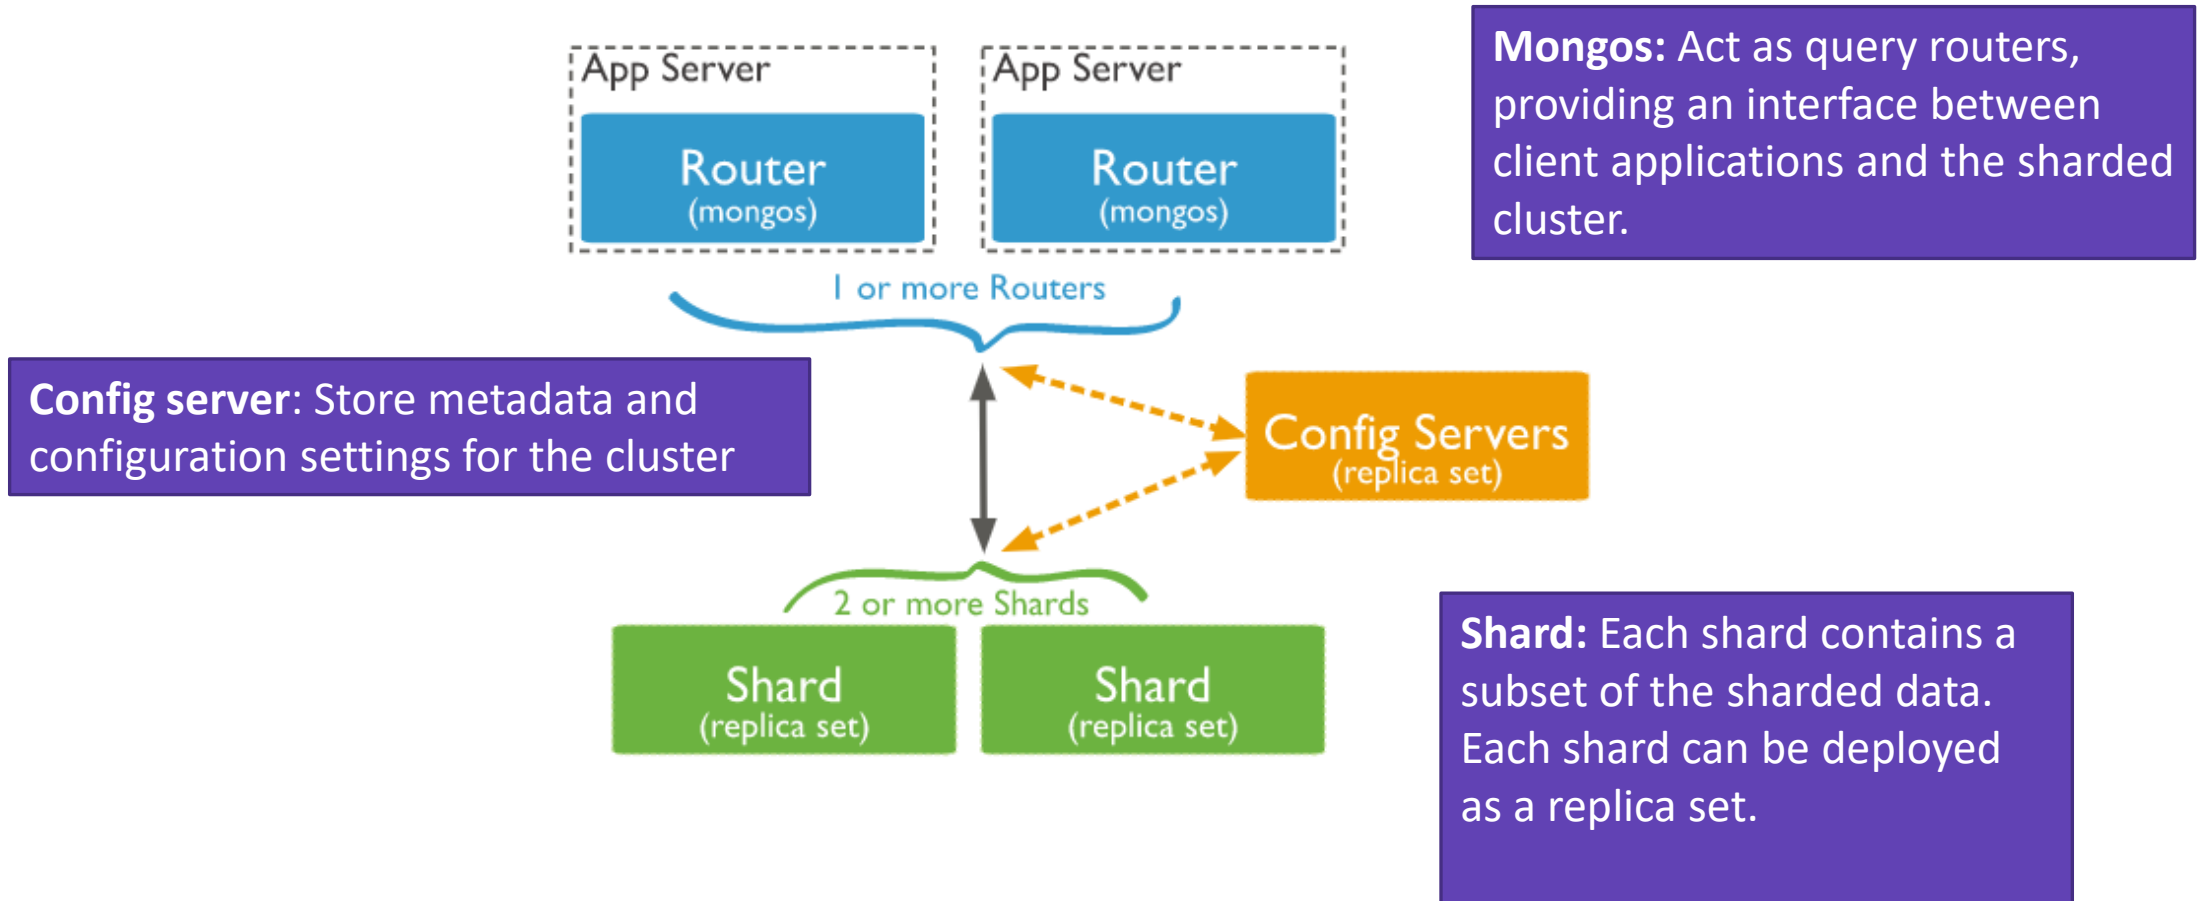 App Server
Router
(mongos)
App Server
Router
(mongos)
Mongos: Act as query routers,
providing an interface between
client applications and the sharded
cluster.
1 or more Routers
Config server: Store metadata and
configuration settings for the cluster
Config Servers
(replica set)
2 or more Shards
Shard
(replica set)
Shard
(replica set)
Shard: Each shard contains a
subset of the sharded data.
Each shard can be deployed
as a replica set.